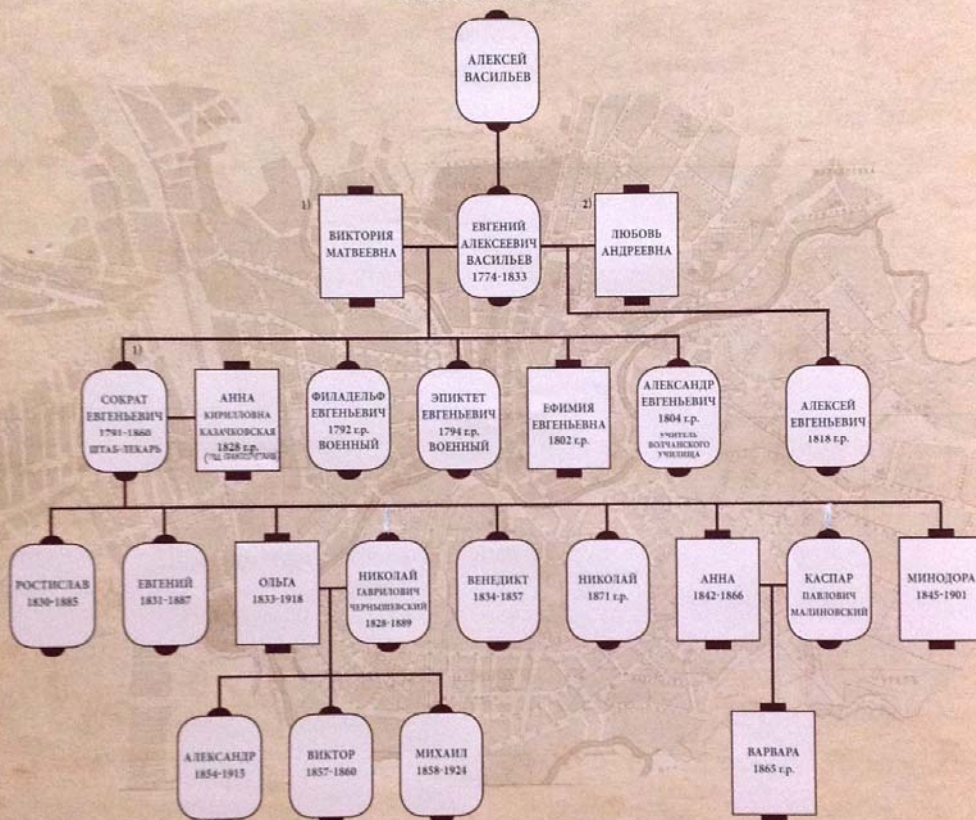 АЛЕКСЕЙ
ВАСИЛЬЕВ
1)
ВИКТОРИЯ
МАТВЕЕВНА
ЕВГЕНИЙ
АЛЕКСЕЕВИЧ
ВАСИЛЬЕВ
1774-1833
2)
ЛЮБОВЬ
АНДРЕЕВНА
1)
СОКРАТ
ЕВГЕНЬЕВИЧ
1791-1860
ШТАБ-ЛЕКАРЬ
АННА
КИРИЛЛОВНА
КАЗАЧКОВСКАЯ
1828 г.р.
ФИЛАДЕЛЬФ
ЕВГЕНЬЕВИЧ
1792 г.р.
ВОЕННЫЙ
ЭПИКТЕТ
ЕВГЕНЬЕВИЧ
1794 г.р.
ВОЕННЫЙ
ЕФИМИЯ
ЕВГЕНЬЕВНА
1802 г.р.
АЛЕКСАНДР
ЕВГЕНЬЕВИЧ
1804 г.р.
УЧИТЕЛЬ
ВОЛЧАНСКОГО
УЧИЛИЩА
АЛЕКСЕЙ
ЕВГЕНЬЕВИЧ
1818 г.р.
РОСТИСЛАВ
1830-1885
ЕВГЕНИЙ
1831-1887
ОЛЬГА
1833-1918
НИКОЛАЙ
ГАВРИЛОВИЧ
ЧЕРНЫШЕВСКИЙ
1828-1889
ВЕНЕДИКТ
1834-1857
НИКОЛАЙ
1871 г.р.
АННА
1842-1866
КАСПАР
ПАВЛОВИЧ
МАЛИНОВСКИЙ
МИНОДОРА
1845-1901
АЛЕКСАНДР
1854-1915
ВИКТОР
1857-1860
МИХАИЛ
1858-1924
ВАРВАРА
1865 г.р.